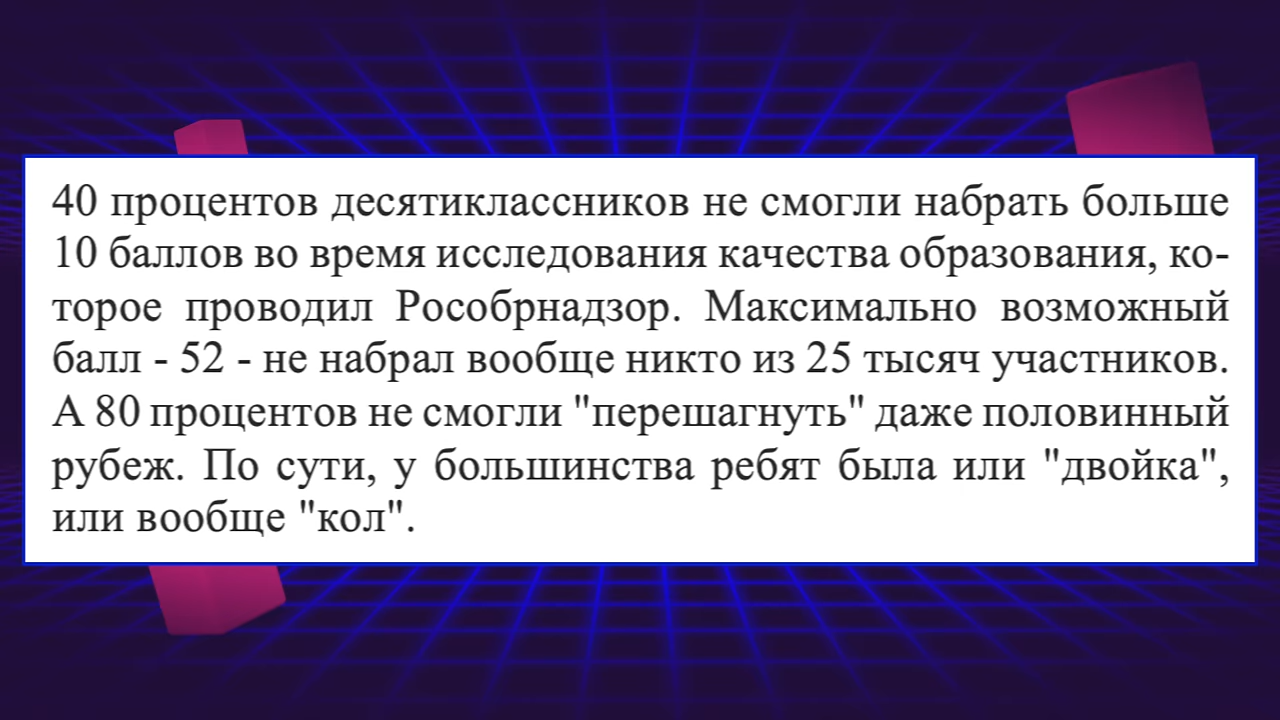 40 процентов десятиклассников не смогли набрать больше
10 баллов во время исследования качества образования, ко-
торое проводил Рособрнадзор. Максимально возможный
балл - 52 - не набрал вообще никто из 25 тысяч участников.
А 80 процентов не смогли "перешагнуть" даже половинный
рубеж. По сути, у большинства ребят была или "двойка",
или вообще "кол".